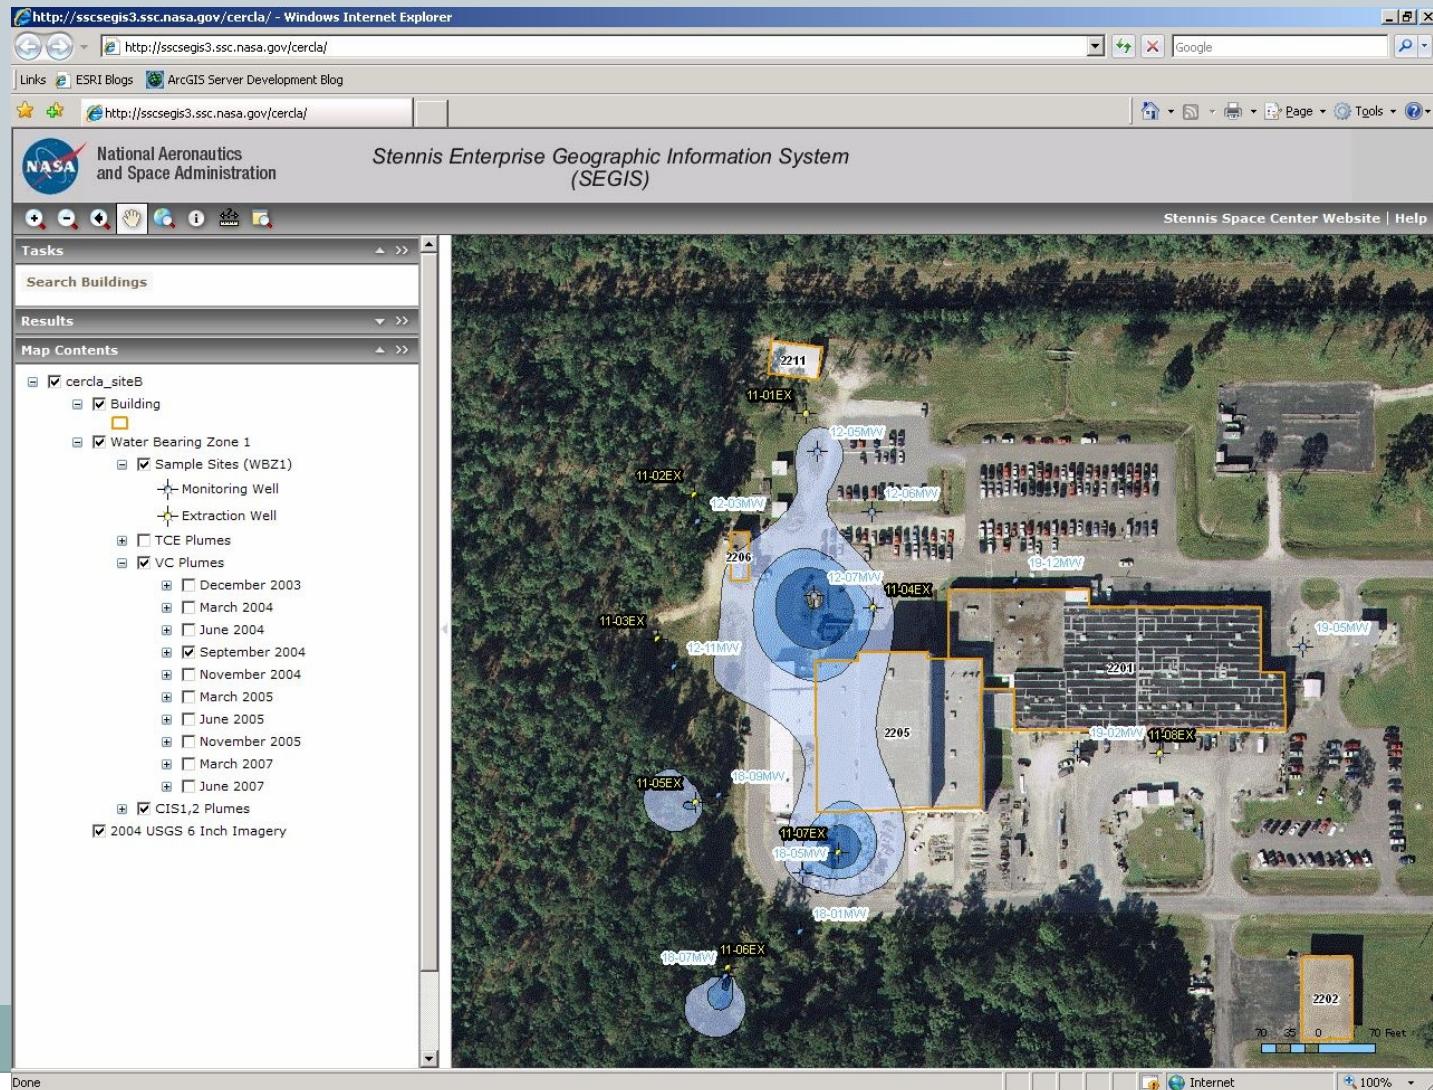 http://sscsegis3.ssc.nasa.gov/cercla/ - Windows Internet Explorer
http://sscsegis3.ssc.nasa.gov/cercla/
Google
Links ESRI Blogs ArcGIS Server Development Blog
http://sscsegis3.ssc.nasa.gov/cercla/
Page Tools
NASA
National Aeronautics
and Space Administration
Stennis Enterprise Geographic Information System
(SEGIS)
Stennis Space Center Website | Help
Tasks
Search Buildings
Results
Map Contents
cercla_siteB
Building
Water Bearing Zone 1
Sample Sites (WBZ1)
Monitoring Well
Extraction Well
TCE Plumes
VC Plumes
December 2003
March 2004
June 2004
September 2004
November 2004
March 2005
June 2005
November 2005
March 2007
June 2007
CIS1,2 Plumes
2004 USGS 6 Inch Imagery
2211
11-01EX
12-05MW
11-02EX
12-03MW
12-06MW
2206
12-07MW
11-04EX
19-12MW
11-03EX
12-11MW
19-05MW
2201
2205
19-02MW
11-08EX
11-05EX
18-09MW
11-07EX
18-05MW
18-01MW
11-06EX
18-07MW
2202
70 35 0 70 Feet
Done
Internet
100%